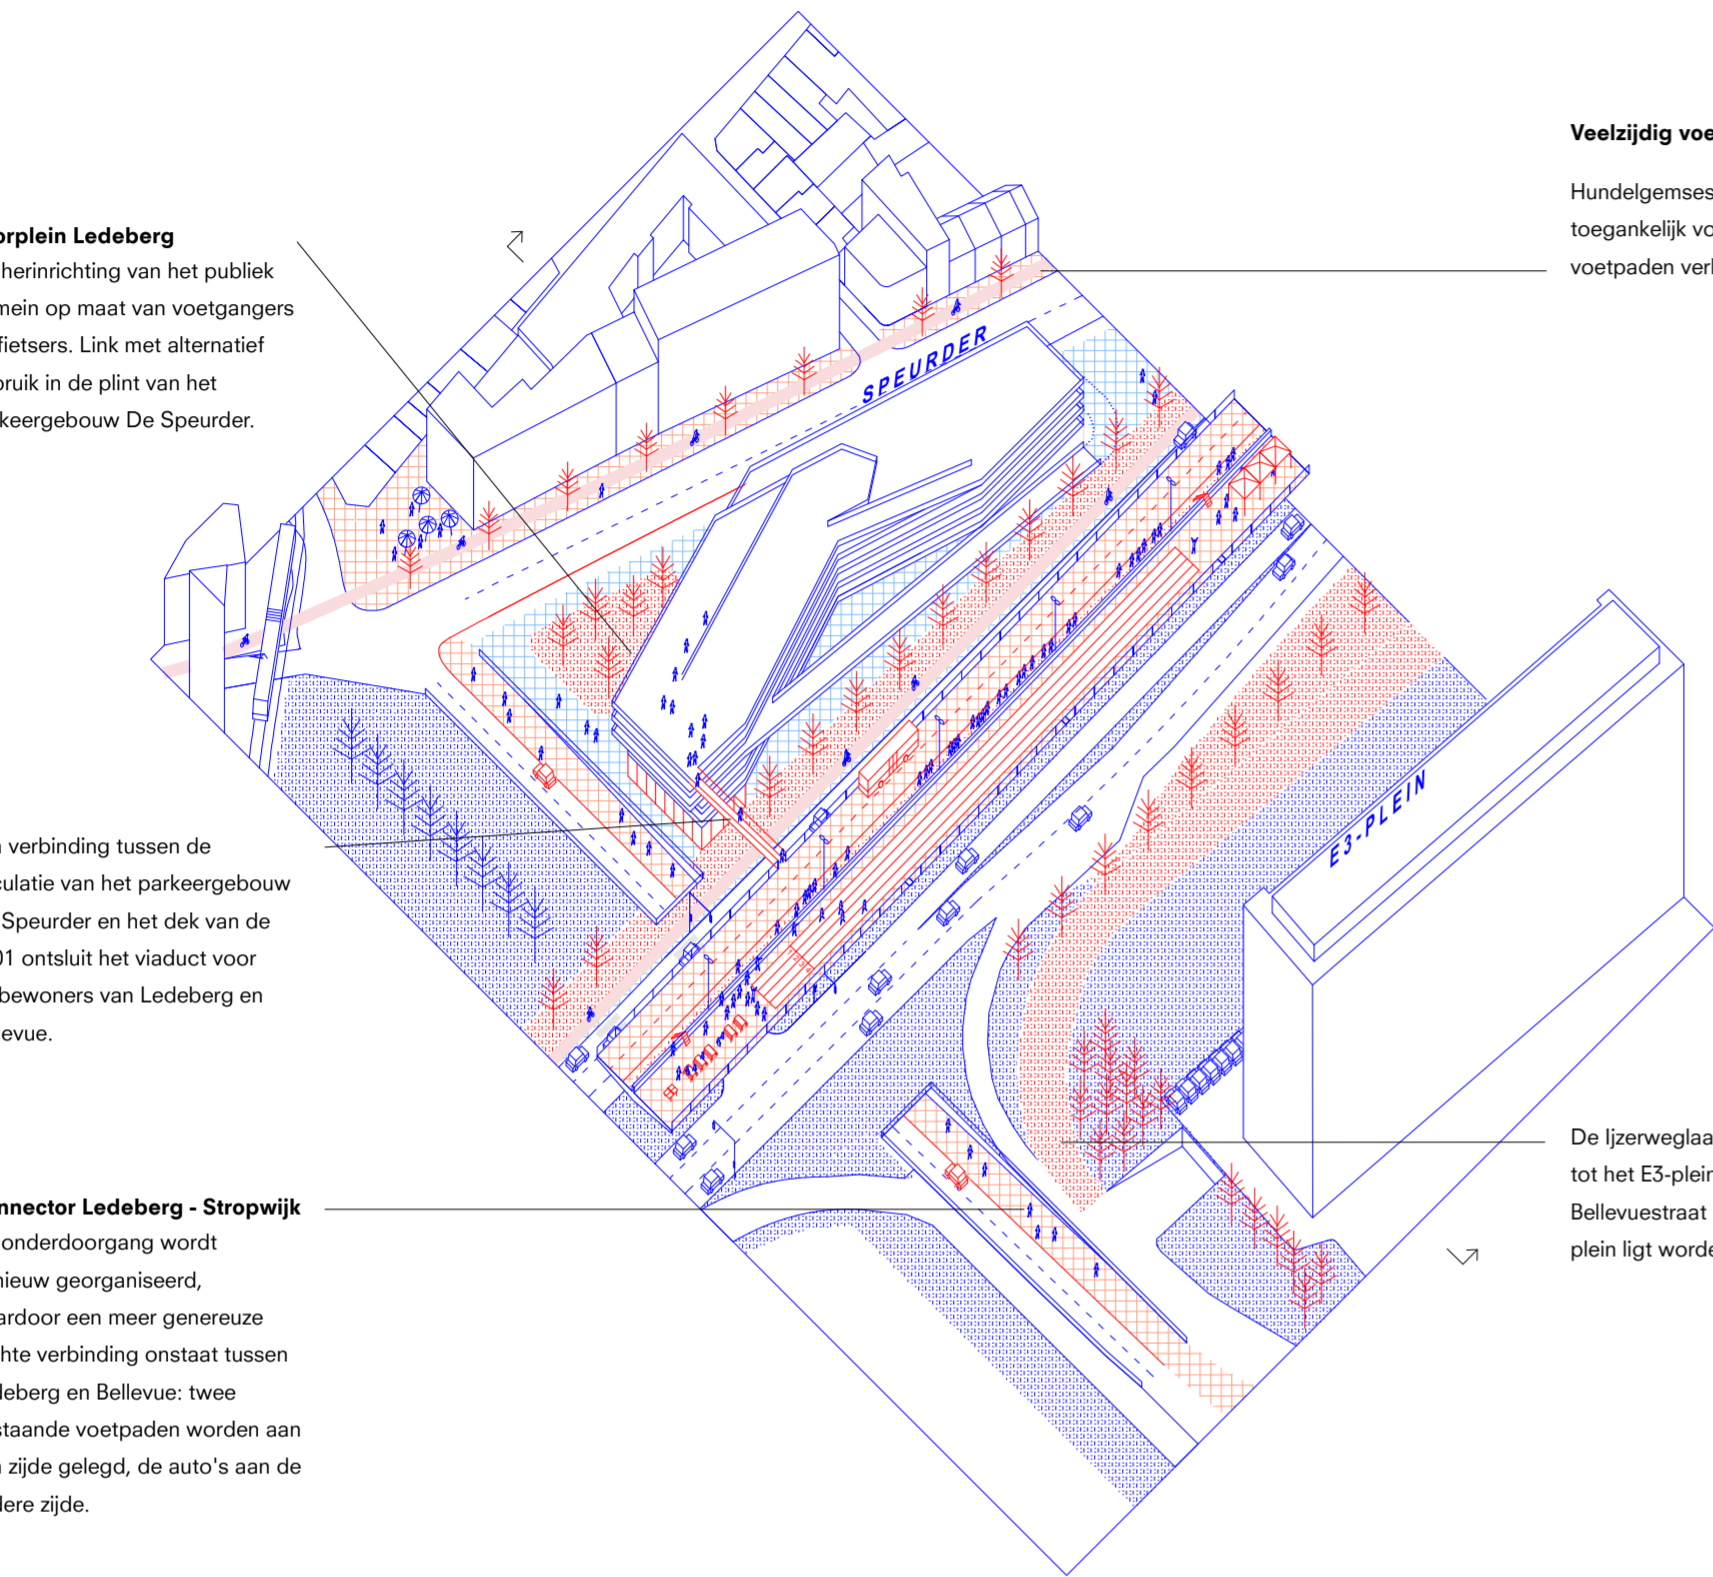 orplein Ledeberg
herinrichting van het publiek
mein op maat van voetgangers
fietsers. Link met alternatief
bruik in de plint van het
keergebouw De Speurder.
verbinding tussen de
culatie van het parkeergebouw
Speurder en het dek van de
01 ontsluit het viaduct voor
bewoners van Ledeberg en
levue.
nnector Ledeberg - Stropwijk
onderdoorgang wordt
nieuw georganiseerd,
ardoor een meer genereuze
chte verbinding onstaat tussen
deberg en Bellevue: twee
staande voetpaden worden aan
zijde gelegd, de auto's aan de
dere zijde.
SPEURDER
E3-PLEIN
Veelzijdig voe
Hundelgemses
toegankelijk vo
voetpaden verl
De Ijzerweglaa
tot het E3-plein
Bellevuestraat
plein ligt worde